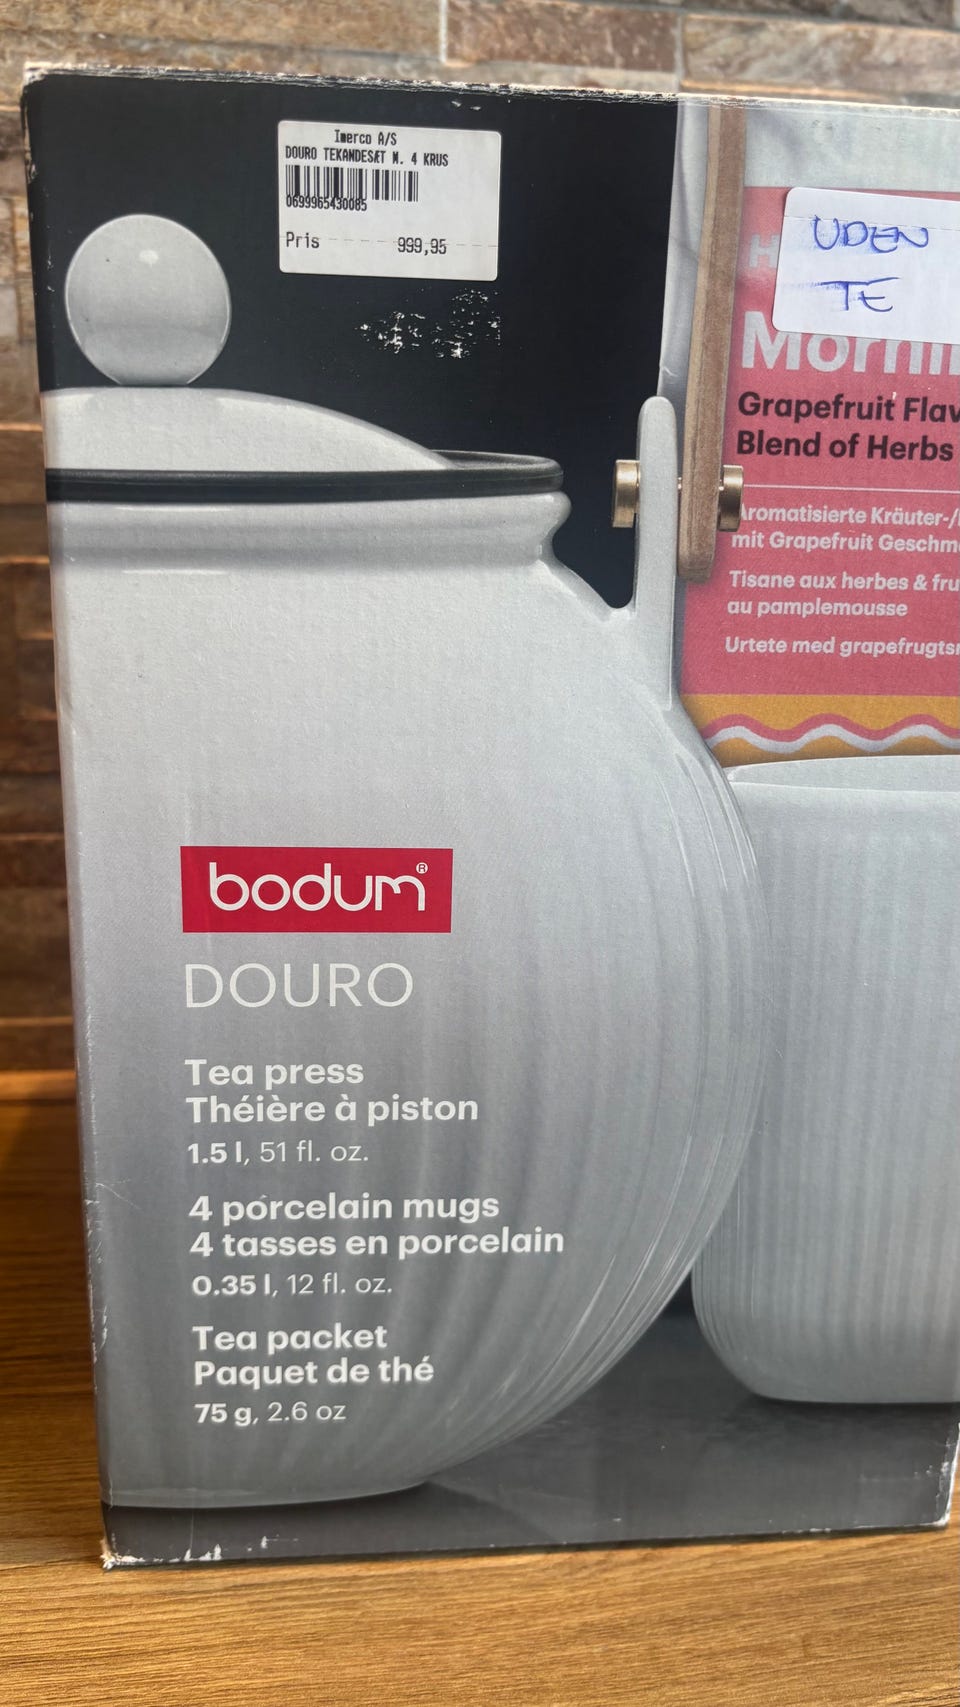 Imerco A/S
DOURO TEKANDESÆT M. 4 KRUS
0699965430085
Pris 999,95
UDEN
TE
H
Mornin
Grapefruit Flav
Blend of Herbs
Aromatisierte Kräuter-/
mit Grapefruit Geschm
Tisane aux herbes & fru
au pamplemousse
Urtete med grapefrugts
bodum®
DOURO
Tea press
Théière à piston
1.5 l, 51 fl. oz.
4 porcelain mugs
4 tasses en porcelain
0.35 l, 12 fl. oz.
Tea packet
Paquet de thé
75 g, 2.6 oz